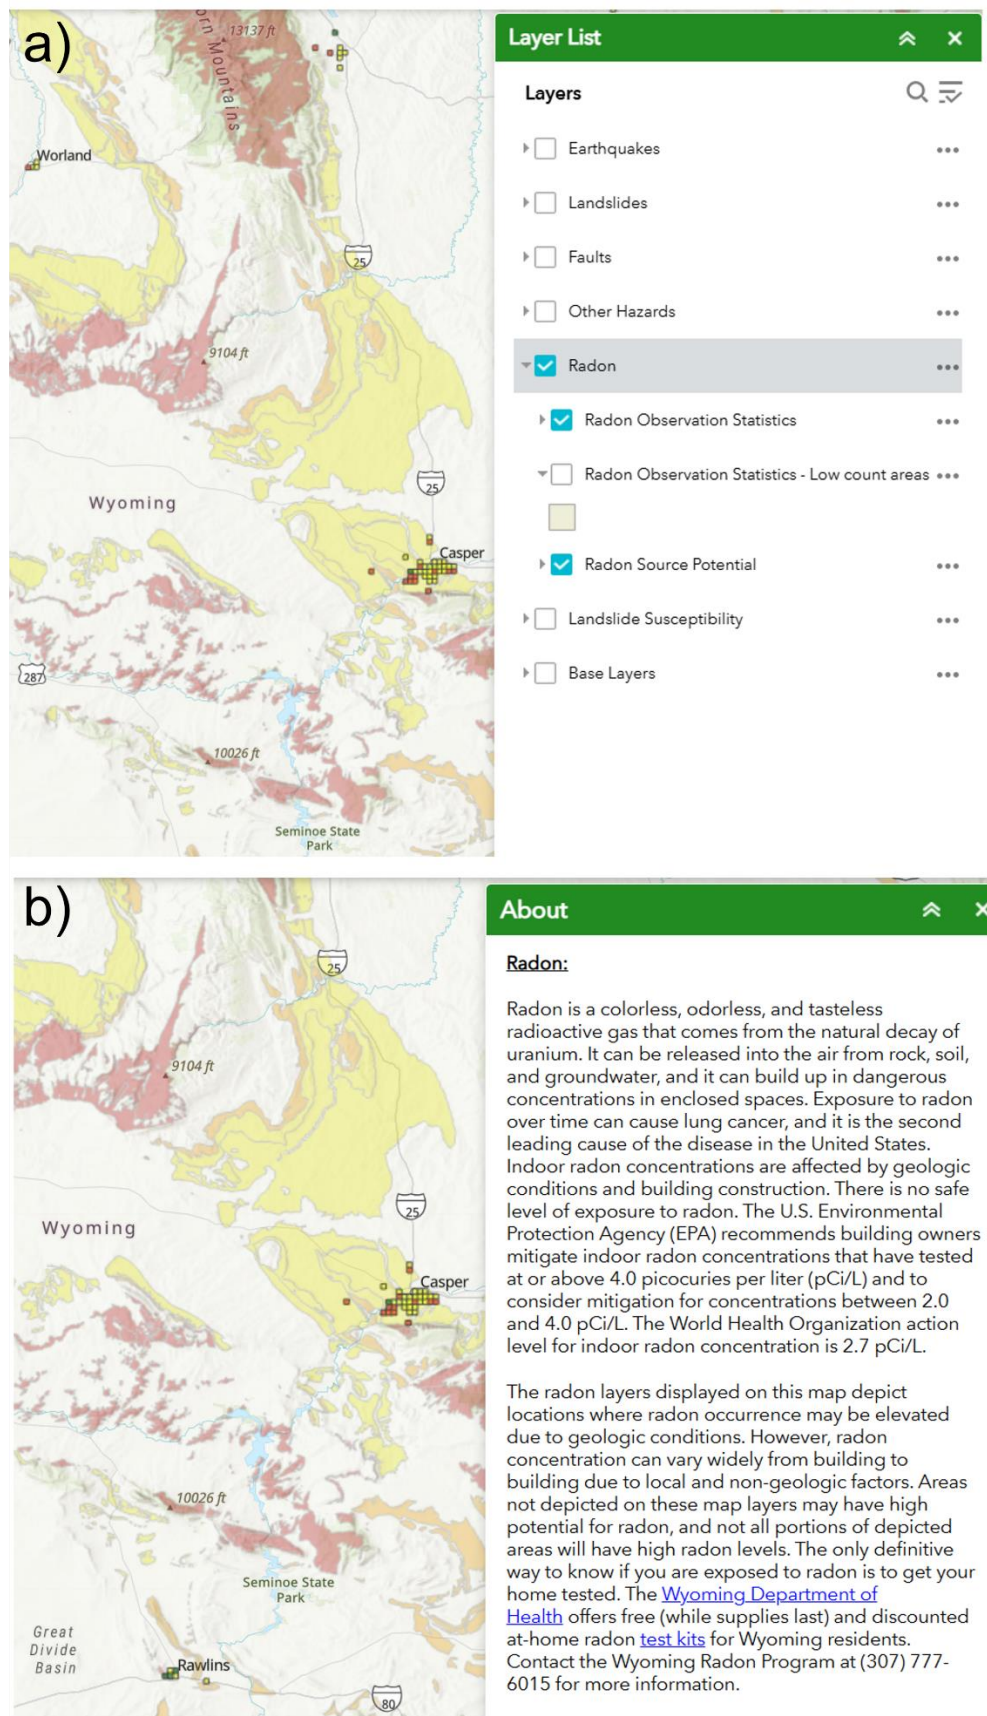 a)
13137 ft
orn Mountains
Worland
25
9104 ft
25
Wyoming
Casper
287
10026 ft
Seminoe State
Park
Layer List
Layers
Earthquakes
Landslides
Faults
Other Hazards
Radon
Radon Observation Statistics
Radon Observation Statistics - Low count areas
Radon Source Potential
Landslide Susceptibility
Base Layers
b)
25
9104 ft
25
Wyoming
Casper
10026 ft
Seminoe State
Park
Great
Divide
Basin
Rawlins
80
About
Radon:
Radon is a colorless, odorless, and tasteless
radioactive gas that comes from the natural decay of
uranium. It can be released into the air from rock, soil,
and groundwater, and it can build up in dangerous
concentrations in enclosed spaces. Exposure to radon
over time can cause lung cancer, and it is the second
leading cause of the disease in the United States.
Indoor radon concentrations are affected by geologic
conditions and building construction. There is no safe
level of exposure to radon. The U.S. Environmental
Protection Agency (EPA) recommends building owners
mitigate indoor radon concentrations that have tested
at or above 4.0 picocuries per liter (pCi/L) and to
consider mitigation for concentrations between 2.0
and 4.0 pCi/L. The World Health Organization action
level for indoor radon concentration is 2.7 pCi/L.
The radon layers displayed on this map depict
locations where radon occurrence may be elevated
due to geologic conditions. However, radon
concentration can vary widely from building to
building due to local and non-geologic factors. Areas
not depicted on these map layers may have high
potential for radon, and not all portions of depicted
areas will have high radon levels. The only definitive
way to know if you are exposed to radon is to get your
home tested. The Wyoming Department of
Health offers free (while supplies last) and discounted
at-home radon test kits for Wyoming residents.
Contact the Wyoming Radon Program at (307) 777-
6015 for more information.